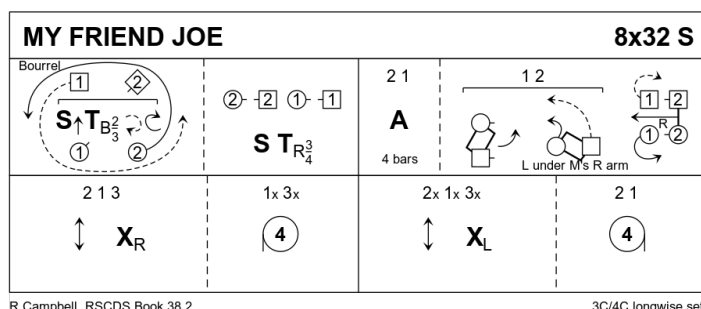 MY FRIEND JOE 8x32 S
Bourrel
1 2
S↑T B 2/3
1 2
2 2 1 1
S T R 3/4
2 1
A
4 bars
1 2
L under M's R arm
1 2
R
1 2
2 1 3
X R
1x 3x
4
2x 1x 3x
X L
2 1
4
R Campbell RSCDS Book 38.2 3C/4C longwise set